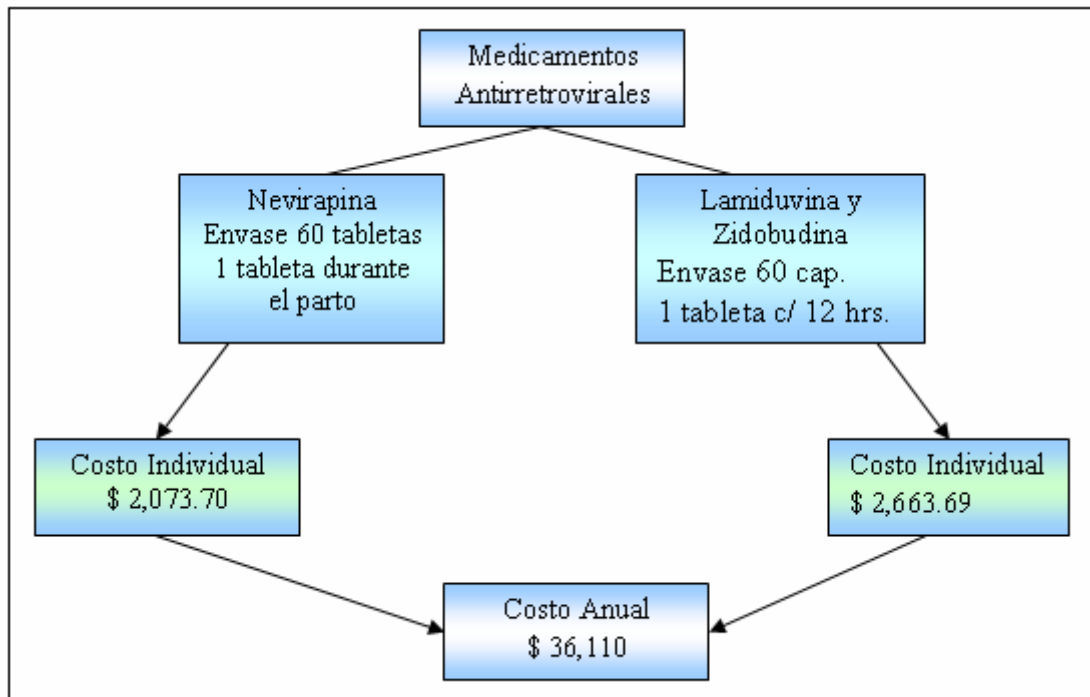 Medicamentos
Antirretrovirales
Nevirapina
Envase 60 tabletas
1 tableta durante
el parto
Lamiduvina y
Zidobudina
Envase 60 cap.
1 tableta c/ 12 hrs.
Costo Individual
$ 2,073.70
Costo Individual
$ 2,663.69
Costo Anual
$ 36,110